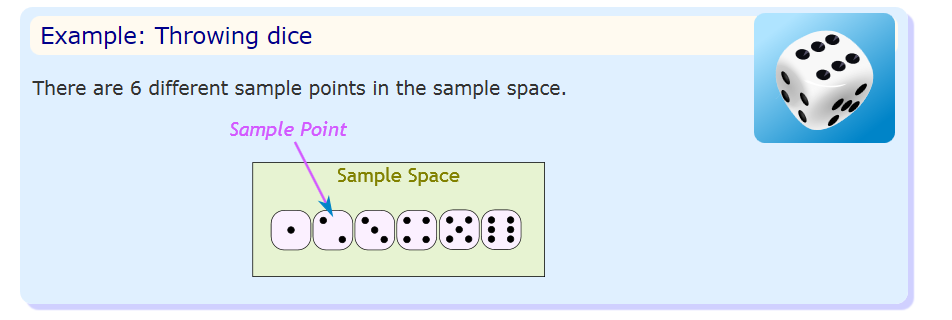 Example: Throwing dice
There are 6 different sample points in the sample space.
Sample Point
Sample Space